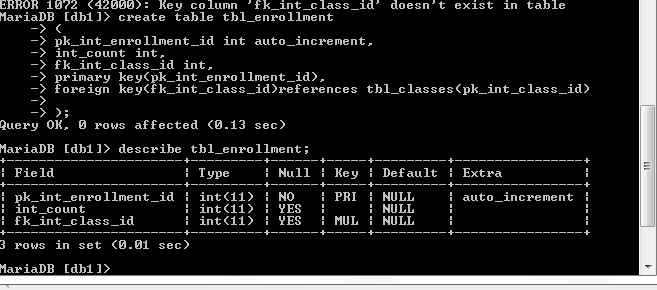 ERROR 1072 (42000): Key column 'fk_int_class_id' doesn't exist in table
MariaDB [db1]> create table tbl_enrollment
    -> (
    -> pk_int_enrollment_id int auto_increment,
    -> int_count int,
    -> fk_int_class_id int,
    -> primary key(pk_int_enrollment_id),
    -> foreign key(fk_int_class_id)references tbl_classes(pk_int_class_id)
    ->
    -> );
Query OK, 0 rows affected (0.13 sec)
MariaDB [db1]> describe tbl_enrollment;
+----------------------+---------+------+-----+---------+----------------+
| Field                | Type    | Null | Key | Default | Extra          |
+----------------------+---------+------+-----+---------+----------------+
| pk_int_enrollment_id | int(11) | NO   | PRI | NULL    | auto_increment |
| int_count            | int(11) | YES  |     | NULL    |                |
| fk_int_class_id      | int(11) | YES  | MUL | NULL    |                |
+----------------------+---------+------+-----+---------+----------------+
3 rows in set (0.01 sec)
MariaDB [db1]>